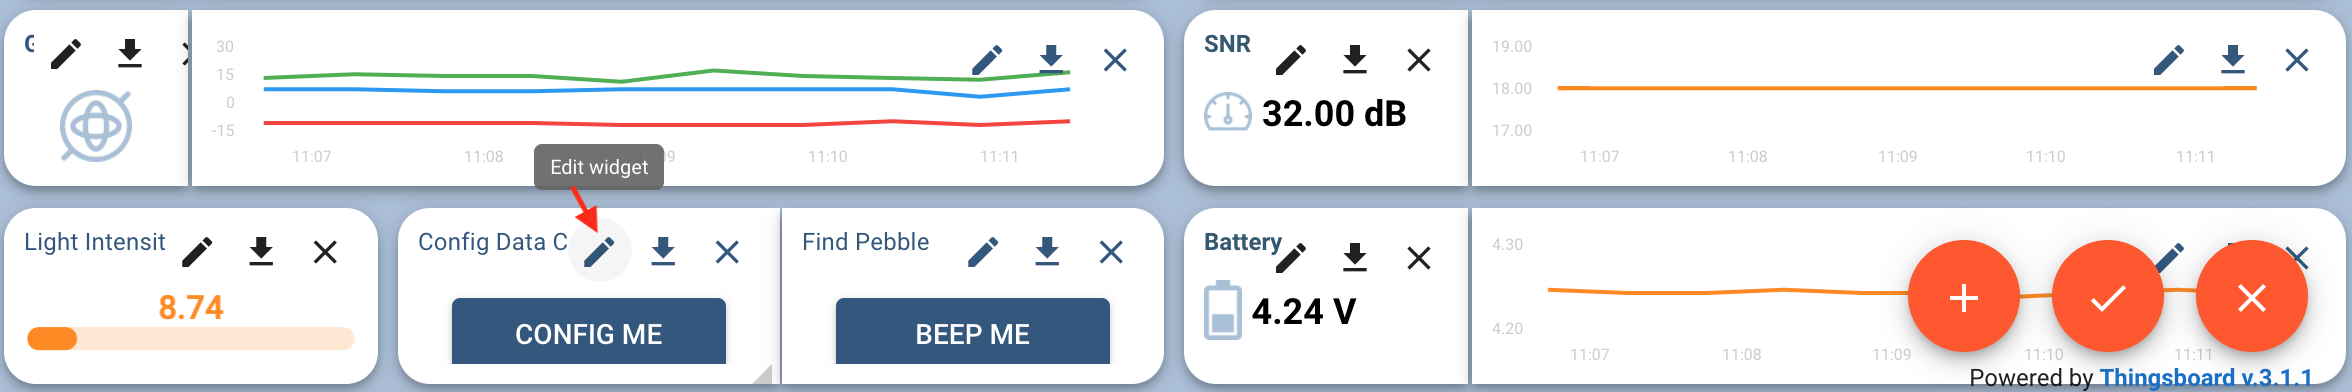 G
30
15
0
-15
11:07
11:08
09
11:10
11:11
Edit widget
SNR
32.00 dB
19.00
18.00
17.00
11:07
11:08
11:09
11:10
11:11
Light Intensit
8.74
Config Data C
CONFIG ME
Find Pebble
BEEP ME
Battery
4.24 V
4.30
4.20
11:07
11:08
11:09
11:10
11:11
Powered by Thingsboard v.3.1.1